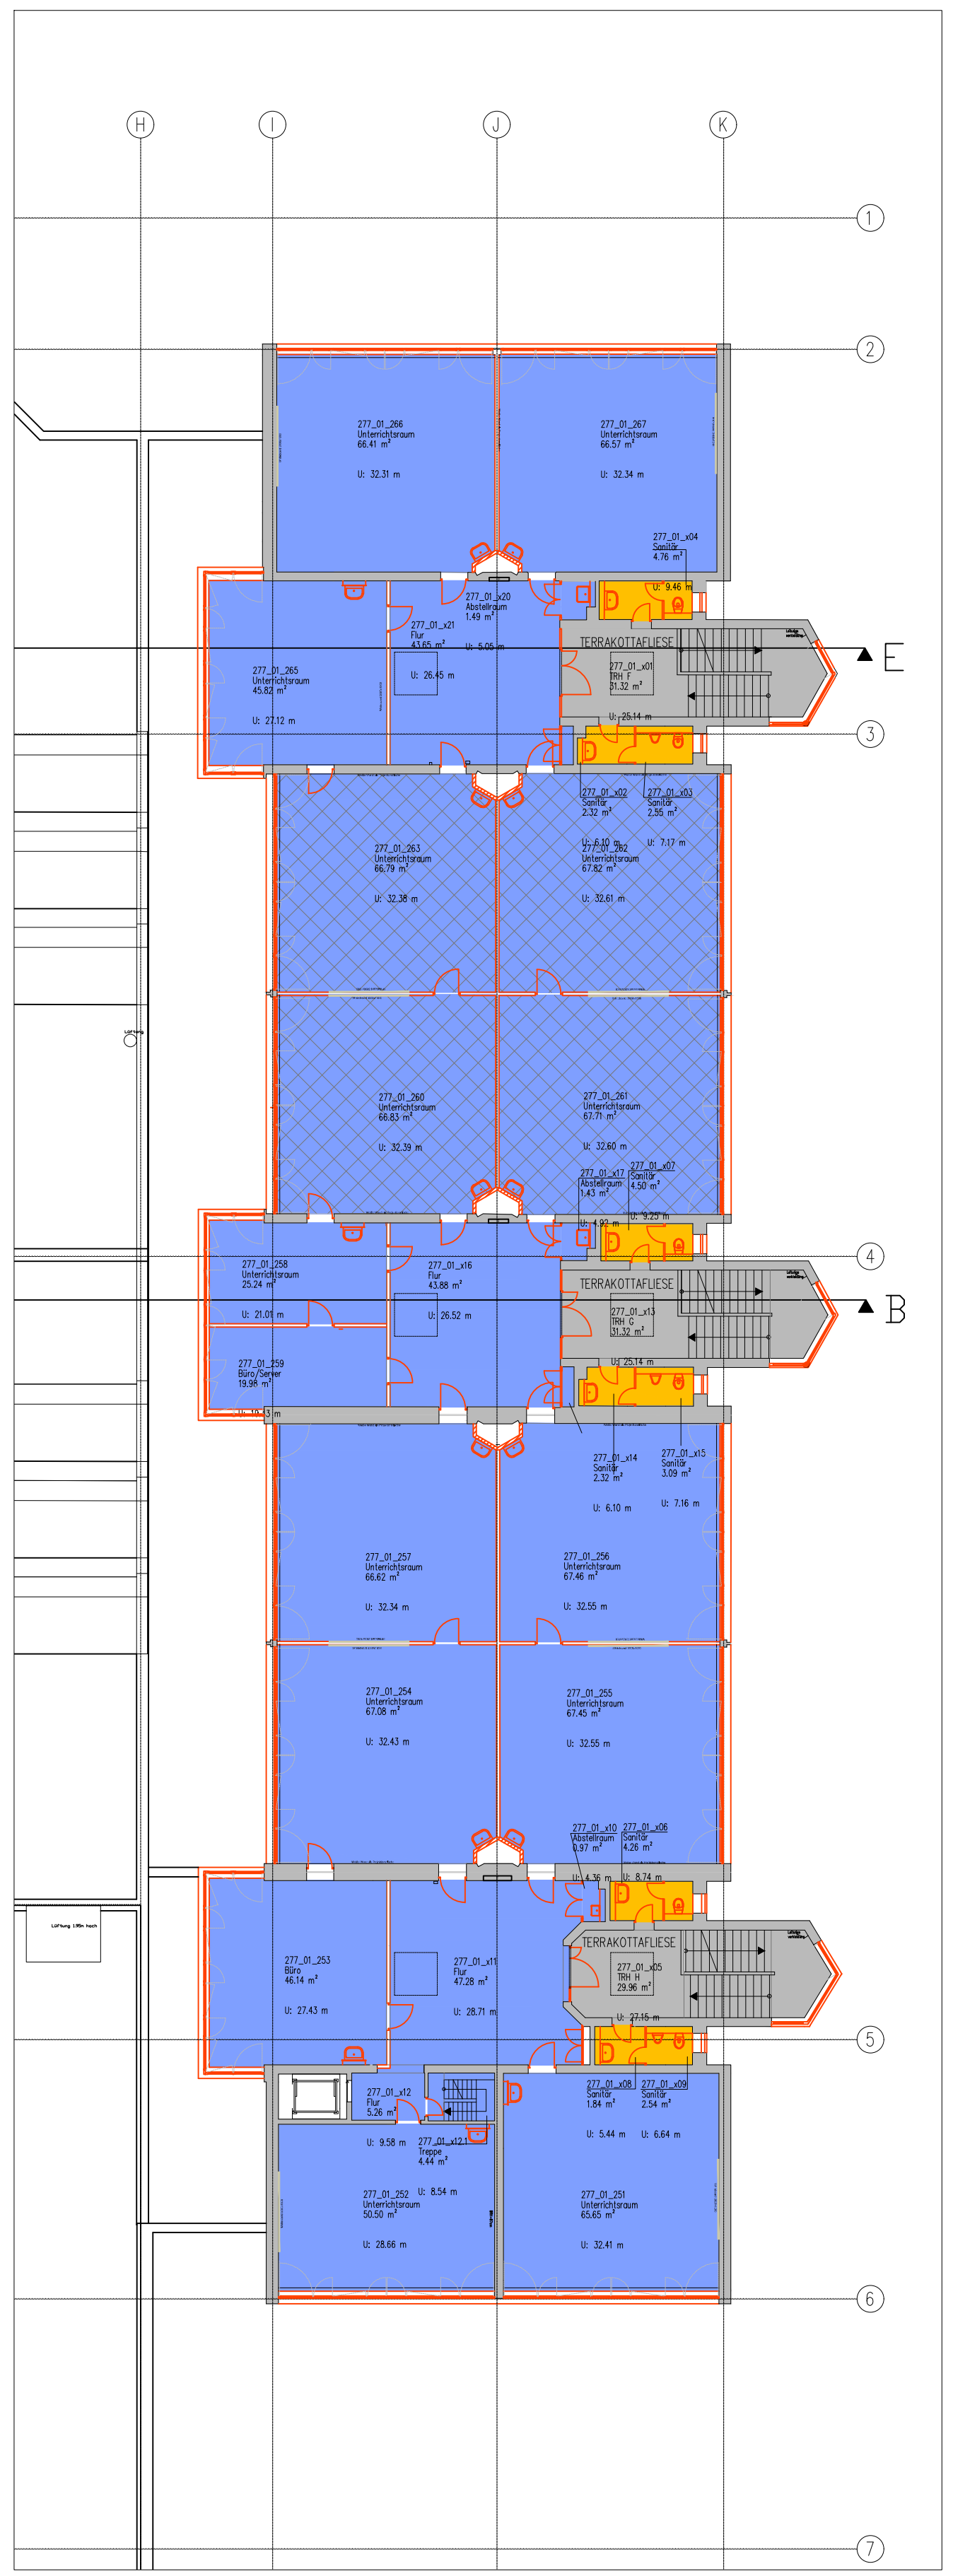 H
I
J
K
1
2
277_01_266
Unterrichtsraum
66.41 m²
U: 32.31 m
277_01_267
Unterrichtsraum
66.57 m²
U: 32.34 m
277_01_x04
Sanitär
4.76 m²
U: 9.46 m
277_01_x20
Abstellraum
1.49 m²
U: 5.05 m
277_01_x21
Flur
43.65 m²
U: 26.45 m
TERRAKOTTAFLIESE
277_01_x01
TRH F
31.32 m²
U: 25.14 m
E
277_01_265
Unterrichtsraum
45.82 m²
U: 27.12 m
3
277_01_x02
Sanitär
2.32 m²
U: 6.10 m
277_01_x03
Sanitär
2.55 m²
U: 7.17 m
277_01_263
Unterrichtsraum
66.79 m²
U: 32.38 m
277_01_262
Unterrichtsraum
67.82 m²
U: 32.61 m
Lüftung
277_01_260
Unterrichtsraum
66.83 m²
U: 32.39 m
277_01_261
Unterrichtsraum
67.71 m²
U: 32.60 m
277_01_x17
Abstellraum
1.43 m²
U: 4.92 m
277_01_x07
Sanitär
4.50 m²
U: 9.25 m
4
277_01_258
Unterrichtsraum
25.24 m²
U: 21.01 m
277_01_x16
Flur
43.88 m²
U: 26.52 m
TERRAKOTTAFLIESE
277_01_x13
TRH G
31.32 m²
U: 25.14 m
B
277_01_259
Büro/Server
19.98 m²
277_01_x14
Sanitär
2.32 m²
U: 6.10 m
277_01_x15
Sanitär
3.09 m²
U: 7.16 m
277_01_257
Unterrichtsraum
66.62 m²
U: 32.34 m
277_01_256
Unterrichtsraum
67.46 m²
U: 32.55 m
277_01_254
Unterrichtsraum
67.08 m²
U: 32.43 m
277_01_255
Unterrichtsraum
67.45 m²
U: 32.55 m
277_01_x10
Abstellraum
0.97 m²
U: 4.36 m
277_01_x06
Sanitär
4.26 m²
U: 8.74 m
Lüftung 1.95m hoch
277_01_253
Büro
46.14 m²
U: 27.43 m
277_01_x11
Flur
47.28 m²
U: 28.71 m
TERRAKOTTAFLIESE
277_01_x05
TRH H
29.96 m²
U: 27.15 m
5
277_01_x08
Sanitär
1.84 m²
U: 5.44 m
277_01_x09
Sanitär
2.54 m²
U: 6.64 m
277_01_x12
Flur
5.26 m²
U: 9.58 m
277_01_x12.1
Treppe
4.44 m²
U: 8.54 m
277_01_252
Unterrichtsraum
50.50 m²
U: 28.66 m
277_01_251
Unterrichtsraum
65.65 m²
U: 32.41 m
6
7